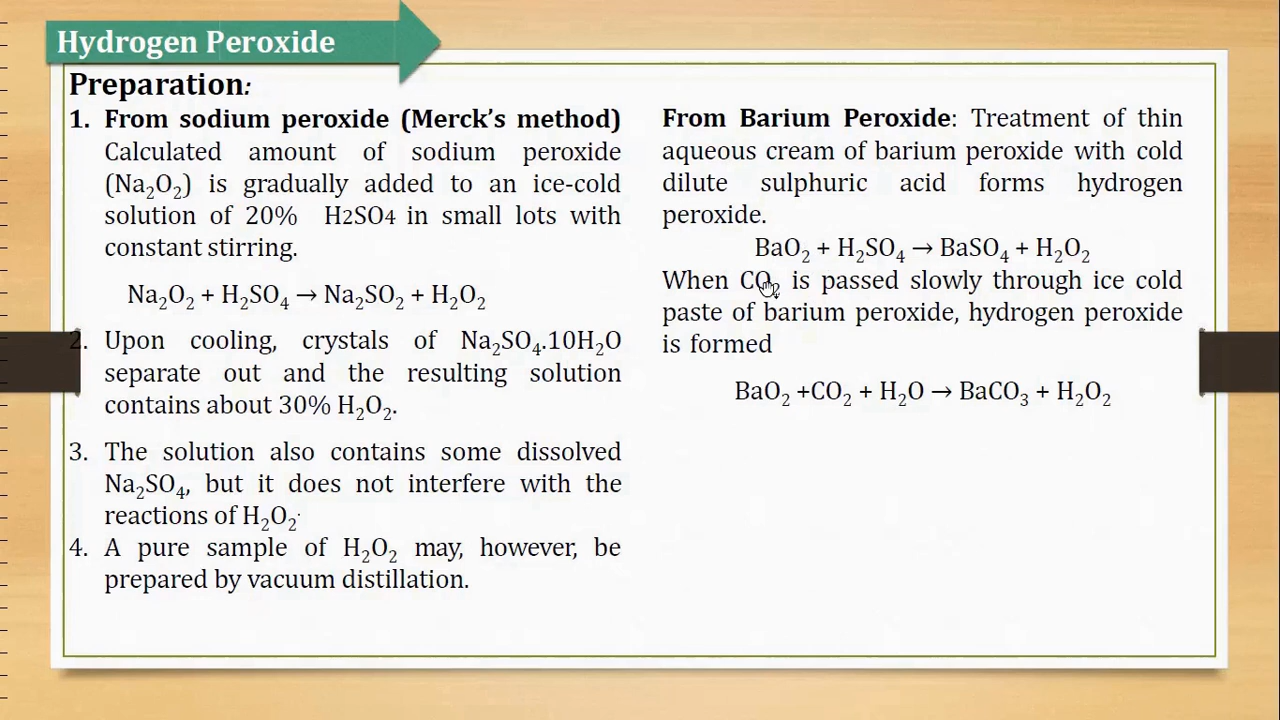 Hydrogen Peroxide
Preparation:
1. From sodium peroxide (Merck's method)
Calculated amount of sodium peroxide
(Na₂O₂) is gradually added to an ice-cold
solution of 20% H2SO4 in small lots with
constant stirring.
Na₂O₂ + H₂SO₄ → Na₂SO₂ + H₂O₂
2. Upon cooling, crystals of Na₂SO₄.10H₂O
separate out and the resulting solution
contains about 30% H₂O₂.
3. The solution also contains some dissolved
Na₂SO₄, but it does not interfere with the
reactions of H₂O₂.
4. A pure sample of H₂O₂ may, however, be
prepared by vacuum distillation.
From Barium Peroxide: Treatment of thin
aqueous cream of barium peroxide with cold
dilute sulphuric acid forms hydrogen
peroxide.
BaO₂ + H₂SO₄ → BaSO₄ + H₂O₂
When CO₂ is passed slowly through ice cold
paste of barium peroxide, hydrogen peroxide
is formed
BaO₂ +CO₂ + H₂O → BaCO₃ + H₂O₂